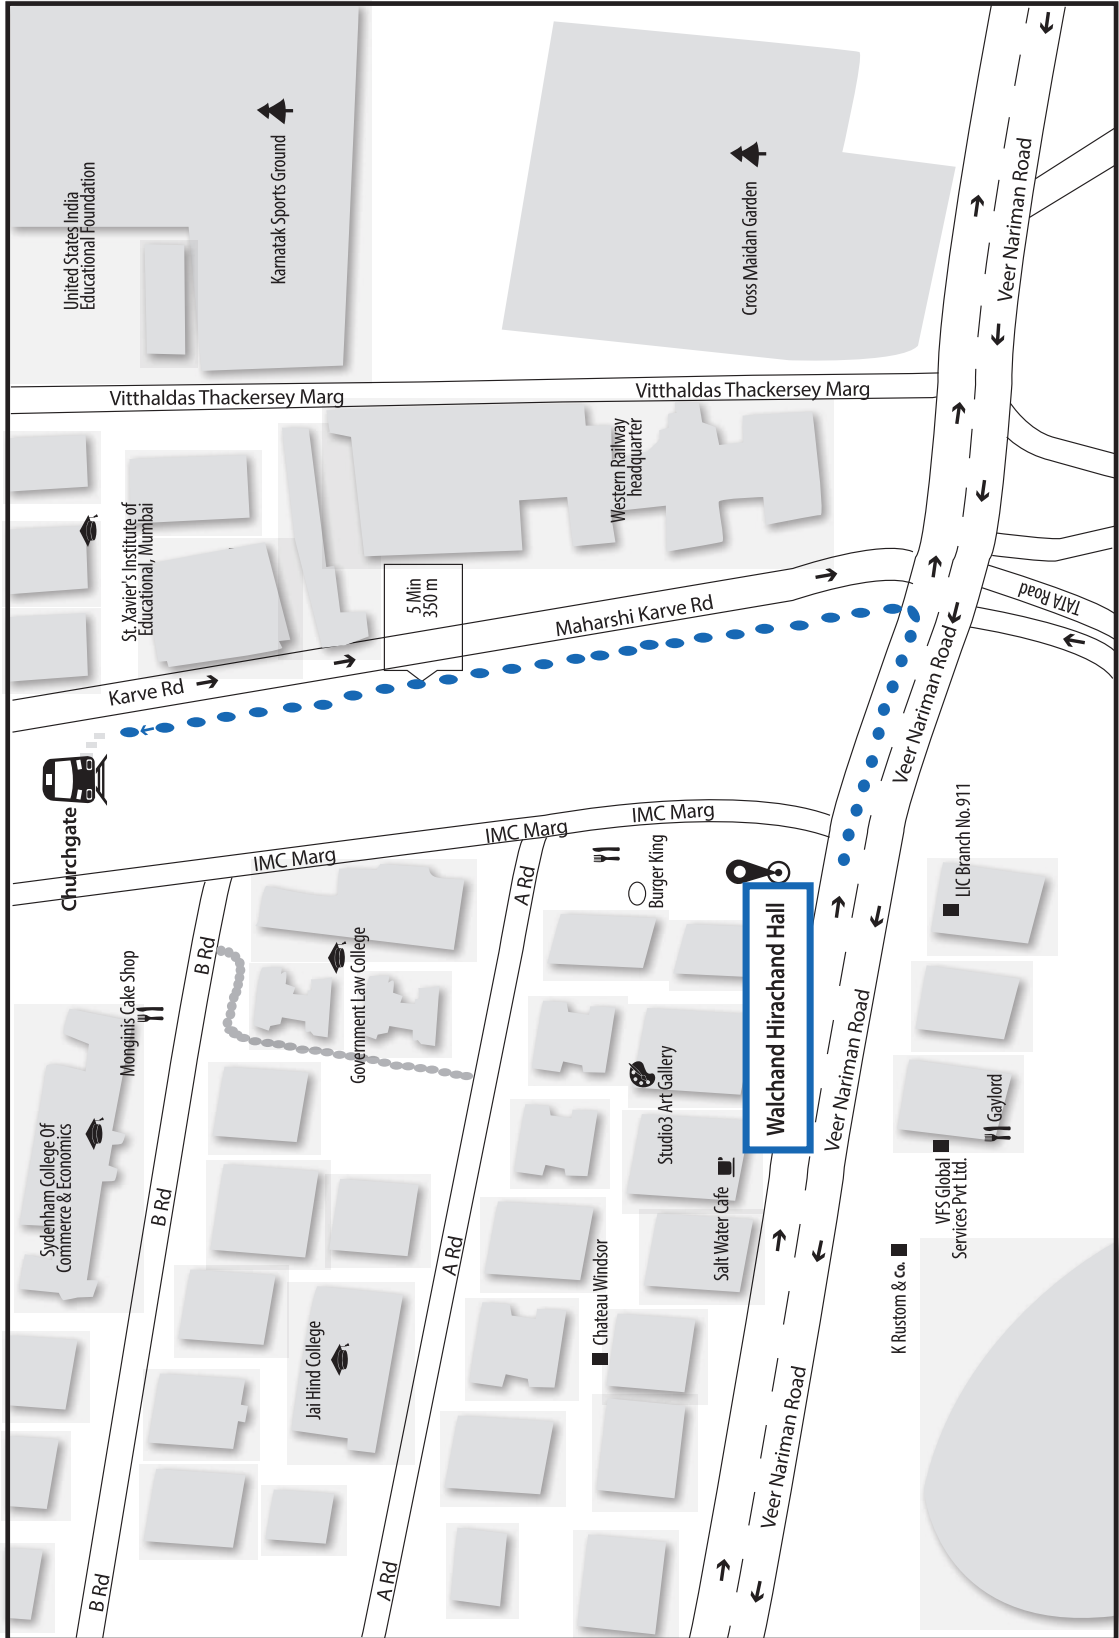 United States India
Educational Foundation
Karnatak Sports Ground
Cross Maidan Garden
Veer Nariman Road
Vitthaldas Thackersey Marg
Vitthaldas Thackersey Marg
Western Railway
headquarter
St. Xavier's Institute of
Educational, Mumbai
5 Min
350 m
Maharshi Karve Rd
Karve Rd
TATA Road
Veer Nariman Road
Churchgate
IMC Marg
IMC Marg
IMC Marg
Burger King
LIC Branch No. 911
A Rd
B Rd
Government Law College
Monginis Cake Shop
Walchand Hirachand Hall
Veer Nariman Road
Studio3 Art Gallery
Gaylord
VFS Global
Services Pvt Ltd.
Sydenham College Of
Commerce & Economics
B Rd
A Rd
Salt Water Cafe
Chateau Windsor
K Rustom & Co.
Jai Hind College
Veer Nariman Road
B Rd
A Rd